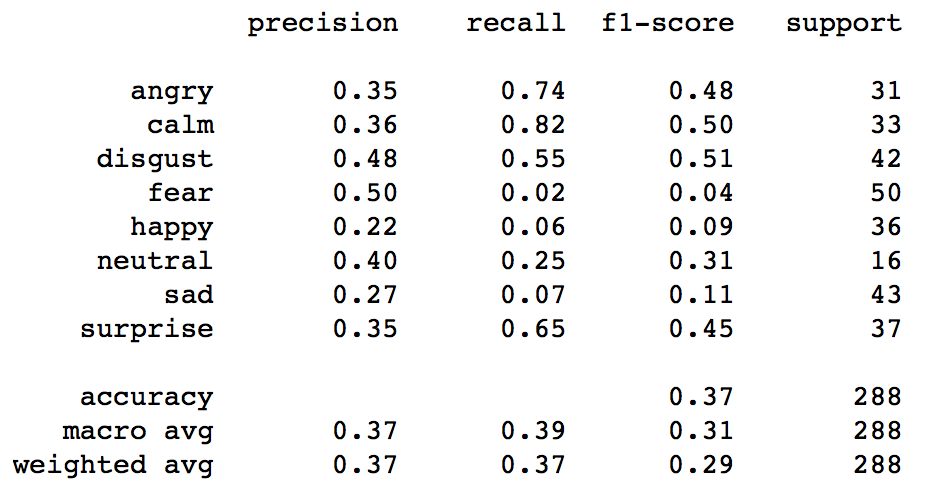 precision recall f1-score support
angry 0.35 0.74 0.48 31
calm 0.36 0.82 0.50 33
disgust 0.48 0.55 0.51 42
fear 0.50 0.02 0.04 50
happy 0.22 0.06 0.09 36
neutral 0.40 0.25 0.31 16
sad 0.27 0.07 0.11 43
surprise 0.35 0.65 0.45 37
accuracy 0.37 288
macro avg 0.37 0.39 0.31 288
weighted avg 0.37 0.37 0.29 288